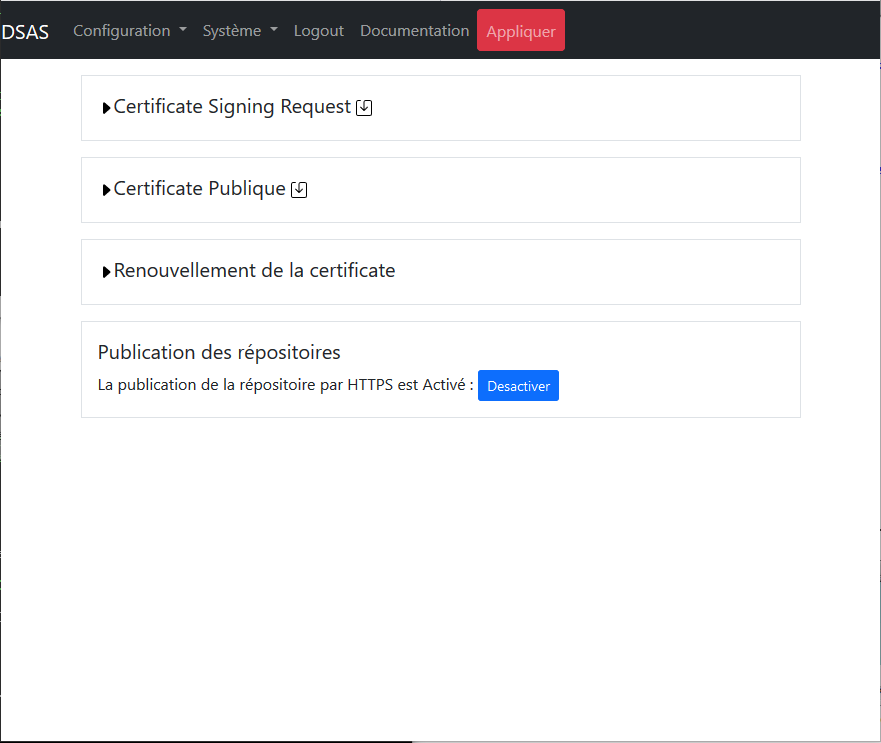 DSAS Configuration Système Logout Documentation Appliquer
Certificate Signing Request
Certificate Publique
Renouvellement de la certificate
Publication des répositoires
La publication de la répositoire par HTTPS est Activé : Desactiver